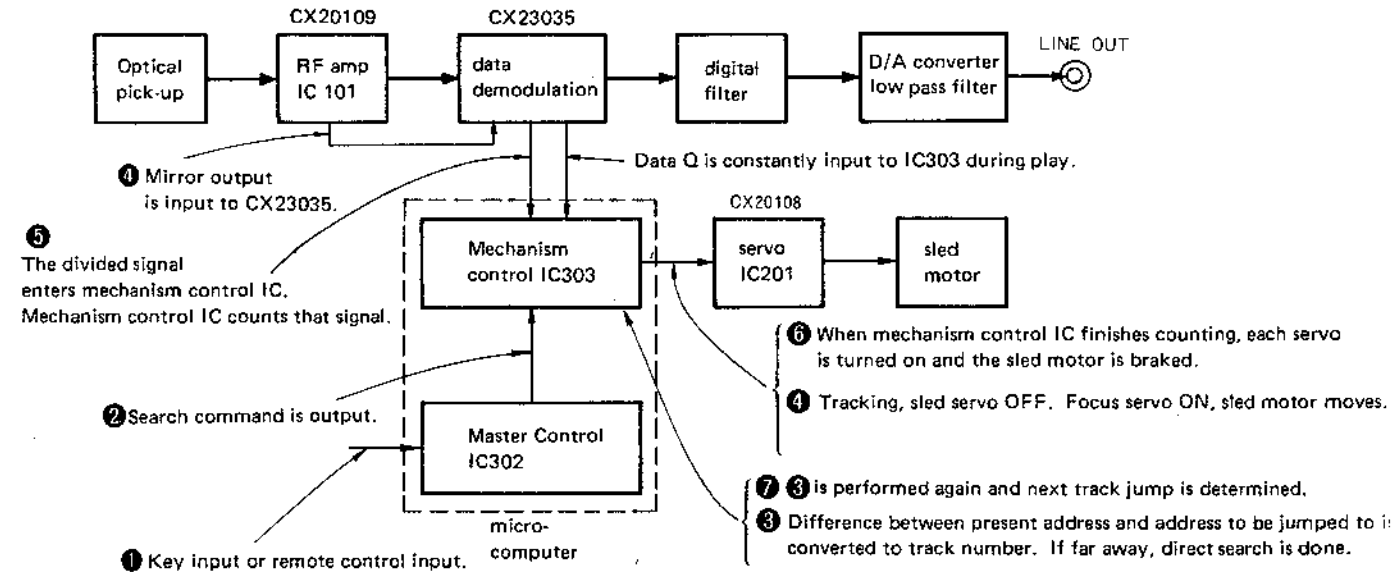 CX20109
CX23035
Optical
pick-up
RF amp
IC 101
data
demodulation
digital
filter
D/A converter
low pass filter
LINE OUT
Data Q is constantly input to IC303 during play.
❹ Mirror output
is input to CX23035.
❺
The divided signal
enters mechanism control IC.
Mechanism control IC counts that signal.
Mechanism
control IC303
CX20108
servo
IC201
sled
motor
❻ When mechanism control IC finishes counting, each servo
is turned on and the sled motor is braked.
❹ Tracking, sled servo OFF. Focus servo ON, sled motor moves.
❷ Search command is output.
Master Control
IC302
❼ ❸ is performed again and next track jump is determined.
❸ Difference between present address and address to be jumped to is
converted to track number. If far away, direct search is done.
micro-
computer
❶ Key input or remote control input.